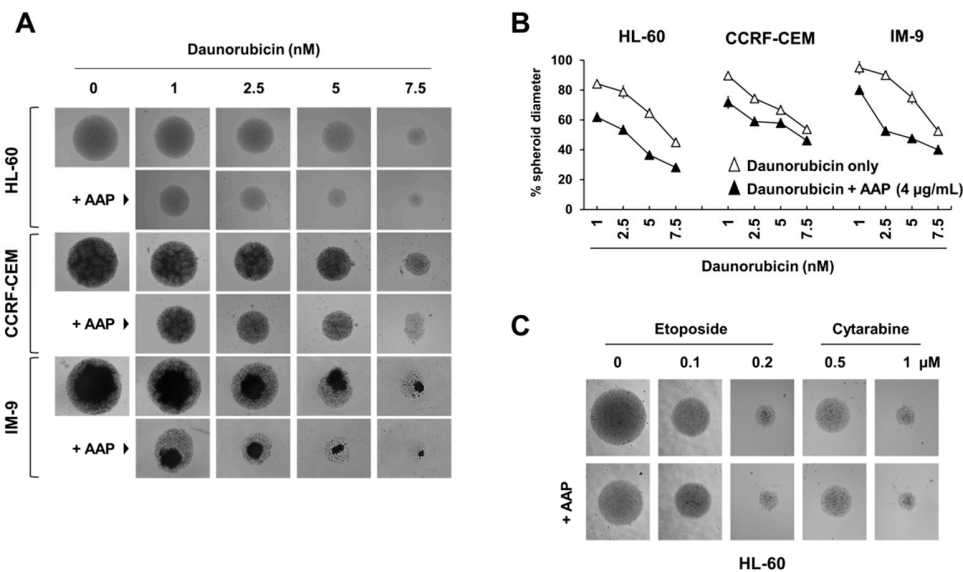 A
Daunorubicin (nM)
0 1 2.5 5 7.5
HL-60
+ AAP
CCRF-CEM
+ AAP
IM-9
+ AAP
B
HL-60 CCRF-CEM IM-9
% spheroid diameter
100
80
60
40
20
0
Daunorubicin only
Daunorubicin + AAP (4 µg/mL)
1 2.5 5 7.5 1 2.5 5 7.5 1 2.5 5 7.5
Daunorubicin (nM)
C
Etoposide Cytarabine
0 0.1 0.2 0.5 1 µM
+ AAP
HL-60